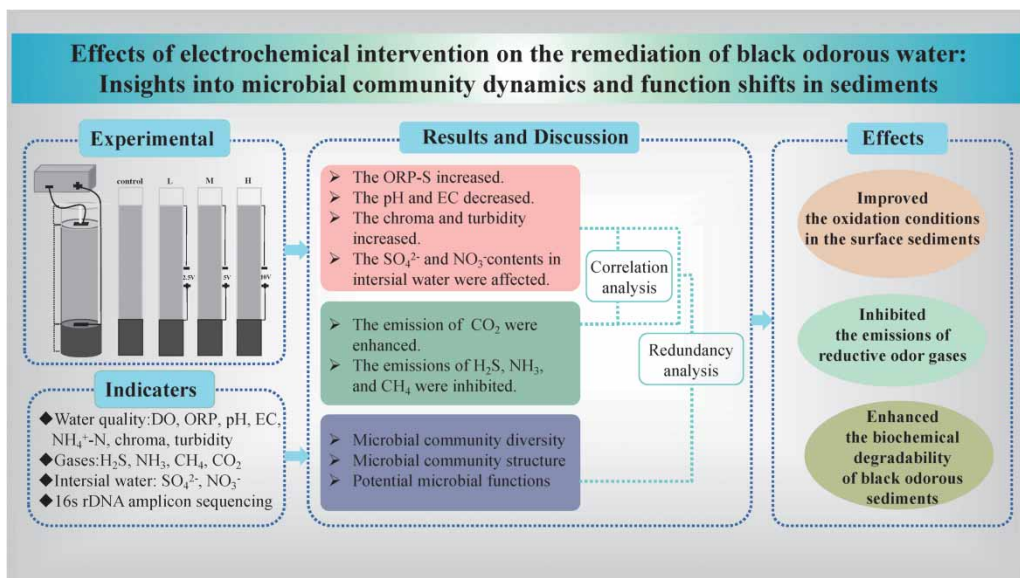 Effects of electrochemical intervention on the remediation of black odorous water:
Insights into microbial community dynamics and function shifts in sediments
Experimental
control
L
M
H
2.5V
5V
10V
Indicaters
◆Water quality:DO, ORP, pH, EC,
NH₄⁺-N, chroma, turbidity
◆Gases:H₂S, NH₃, CH₄, CO₂
◆Intersial water: SO₄²⁻, NO₃⁻
◆16s rDNA amplicon sequencing
Results and Discussion
➢ The ORP-S increased.
➢ The pH and EC decreased.
➢ The chroma and turbidity
increased.
➢ The SO₄²⁻ and NO₃⁻contents in
intersial water were affected.
➢ The emission of CO₂ were
enhanced.
➢ The emissions of H₂S, NH₃,
and CH₄ were inhibited.
➢ Microbial community diversity
➢ Microbial community structure
➢ Potential microbial functions
Correlation
analysis
Redundancy
analysis
Effects
Improved
the oxidation conditions
in the surface sediments
Inhibited
the emissions of
reductive odor gases
Enhanced
the biochemical
degradability
of black odorous
sediments